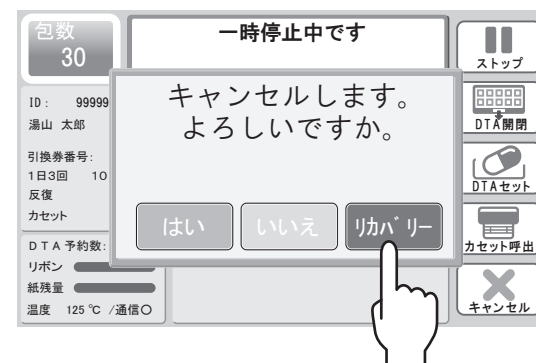 包数
30
一時停止中です
ID: 99999
湯山 太郎
引換券番号:
1日3回 10
反復
カセット
DTA予約数:
リボン
紙残量
温度 125℃ /通信〇
キャンセルします。
よろしいですか。
はい
いいえ
リカバリー
ストップ
DTA開閉
DTAセット
カセット呼出
キャンセル